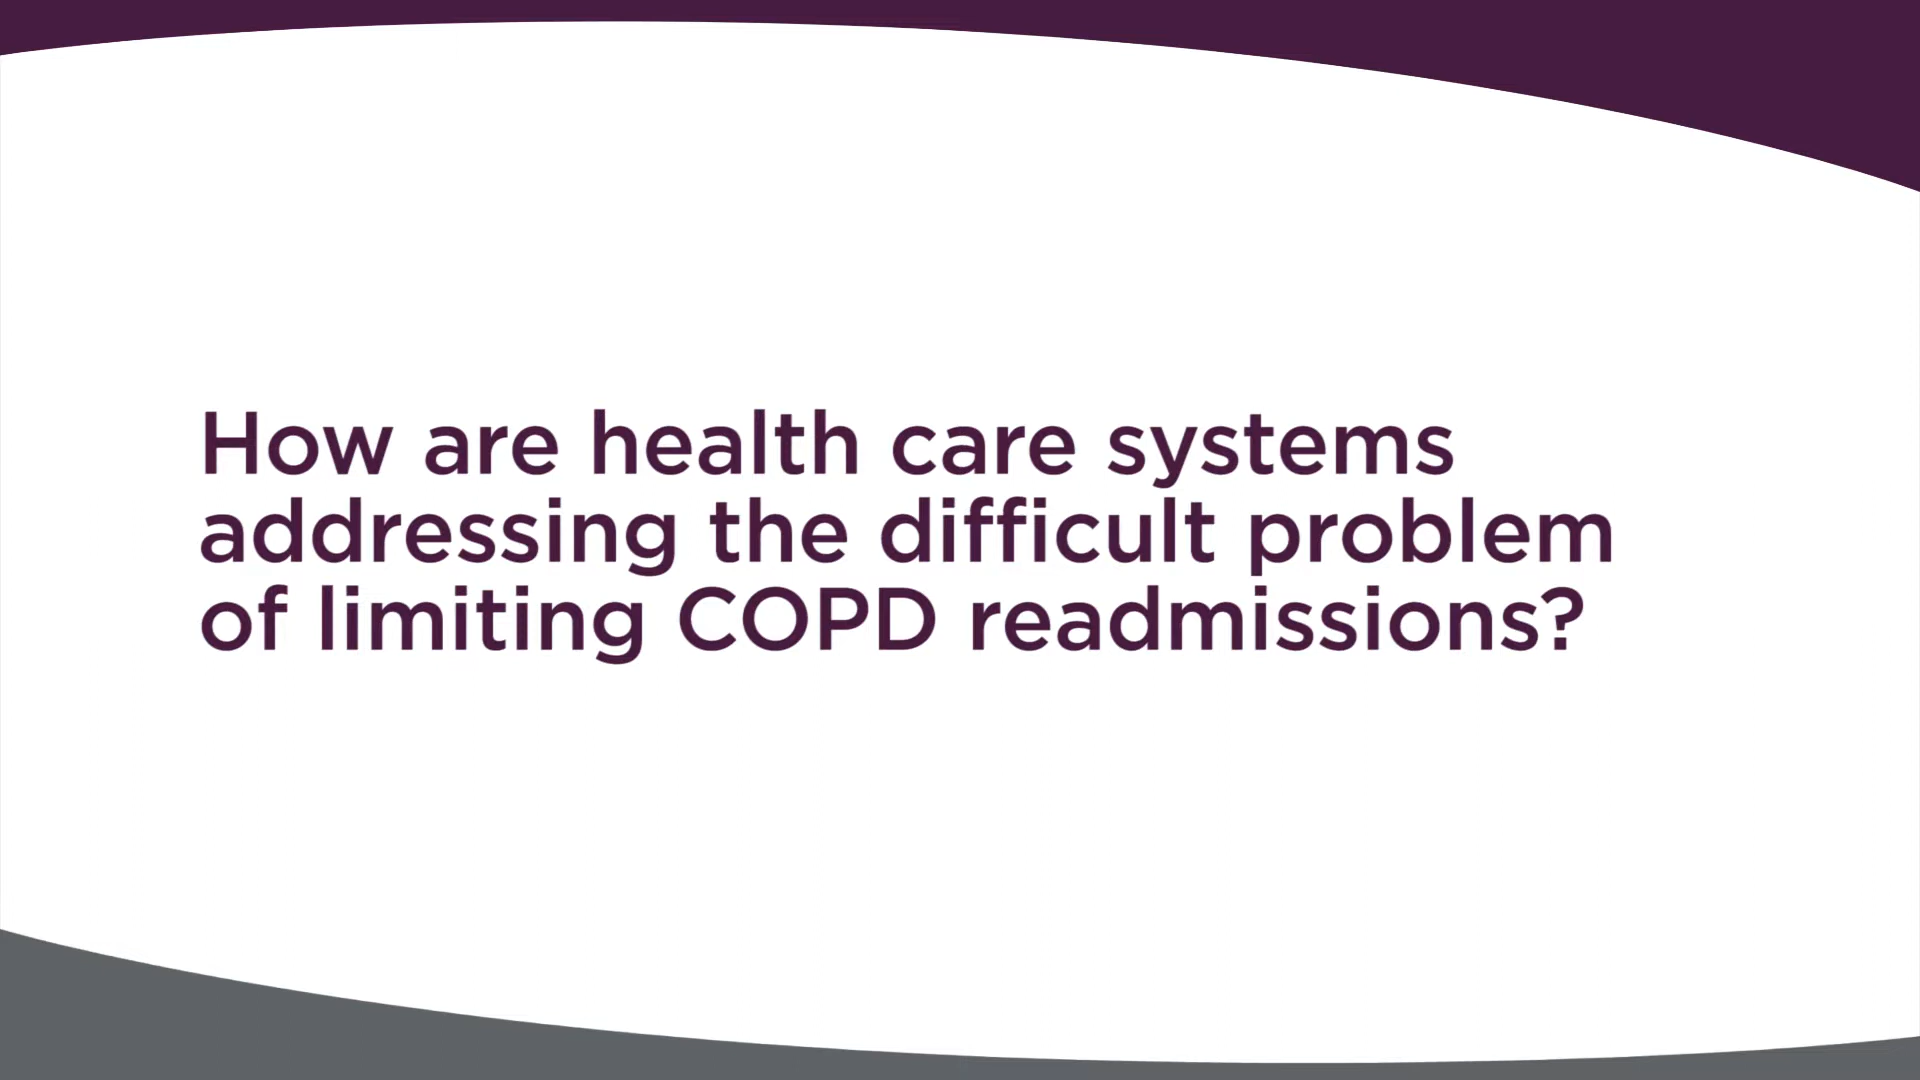 How are health care systems
addressing the difficult problem
of limiting COPD readmissions?